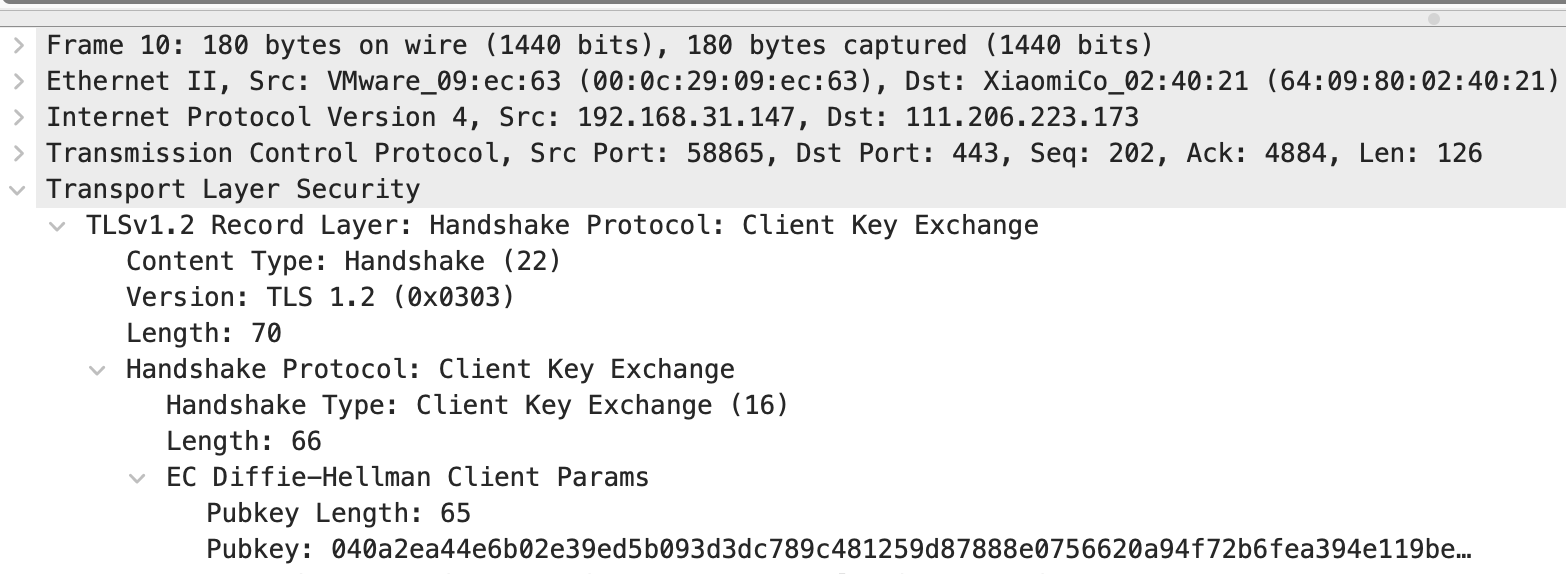 Frame 10: 180 bytes on wire (1440 bits), 180 bytes captured (1440 bits)
Ethernet II, Src: VMware_09:ec:63 (00:0c:29:09:ec:63), Dst: XiaomiCo_02:40:21 (64:09:80:02:40:21)
Internet Protocol Version 4, Src: 192.168.31.147, Dst: 111.206.223.173
Transmission Control Protocol, Src Port: 58865, Dst Port: 443, Seq: 202, Ack: 4884, Len: 126
Transport Layer Security
TLSv1.2 Record Layer: Handshake Protocol: Client Key Exchange
Content Type: Handshake (22)
Version: TLS 1.2 (0x0303)
Length: 70
Handshake Protocol: Client Key Exchange
Handshake Type: Client Key Exchange (16)
Length: 66
EC Diffie-Hellman Client Params
Pubkey Length: 65
Pubkey: 040a2ea44e6b02e39ed5b093d3dc789c481259d87888e0756620a94f72b6fea394e119be…